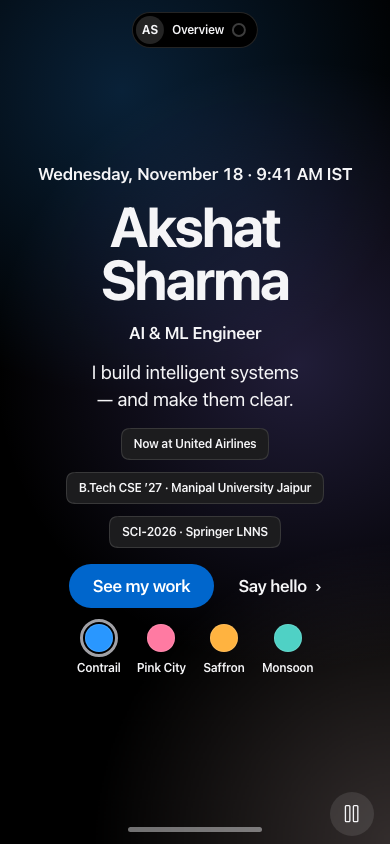 AS Overview
Wednesday, November 18 · 9:41 AM IST
Akshat
Sharma
AI & ML Engineer
I build intelligent systems
— and make them clear.
Now at United Airlines
B.Tech CSE ’27 · Manipal University Jaipur
SCI-2026 · Springer LNNS
See my work Say hello ›
Contrail Pink City Saffron Monsoon